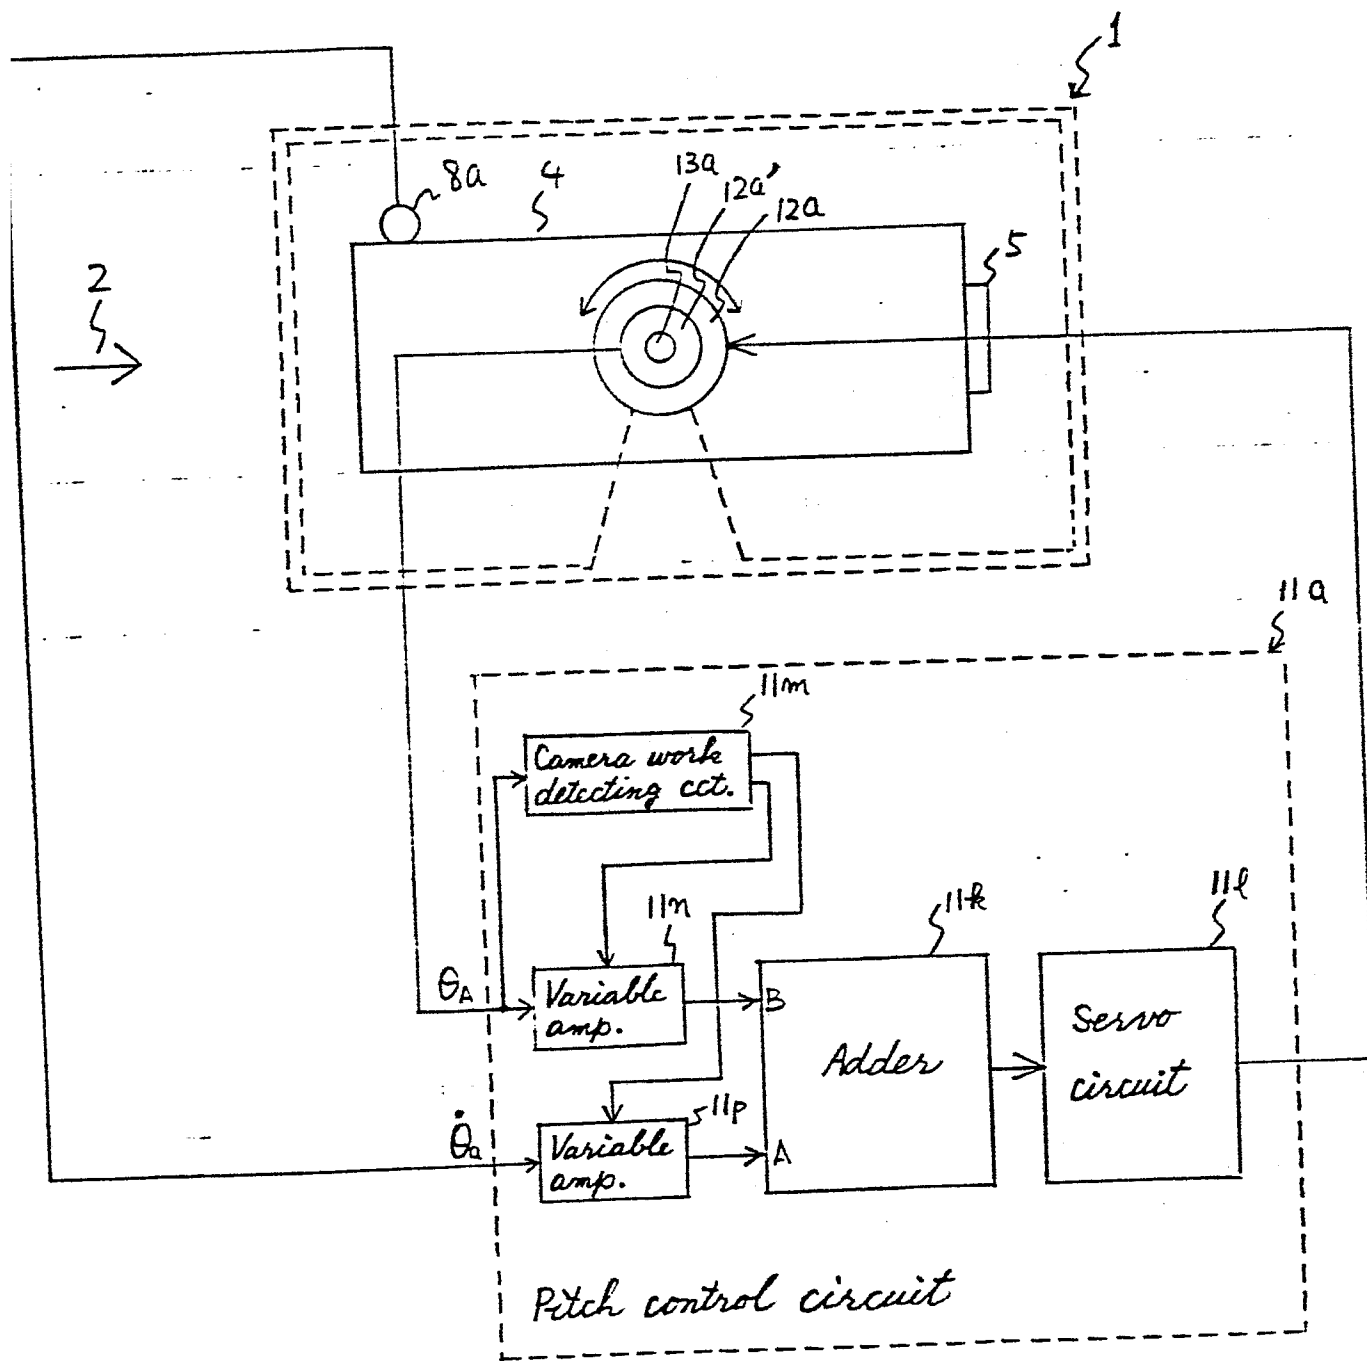 1
8a
4
13a
12a'
12a
5
2
11a
11m
Camera work
detecting cct.
11n
11k
11l
θA
Variable
amp.
B
Adder
Servo
circuit
11p
θ̇a
Variable
amp.
A
Pitch control circuit